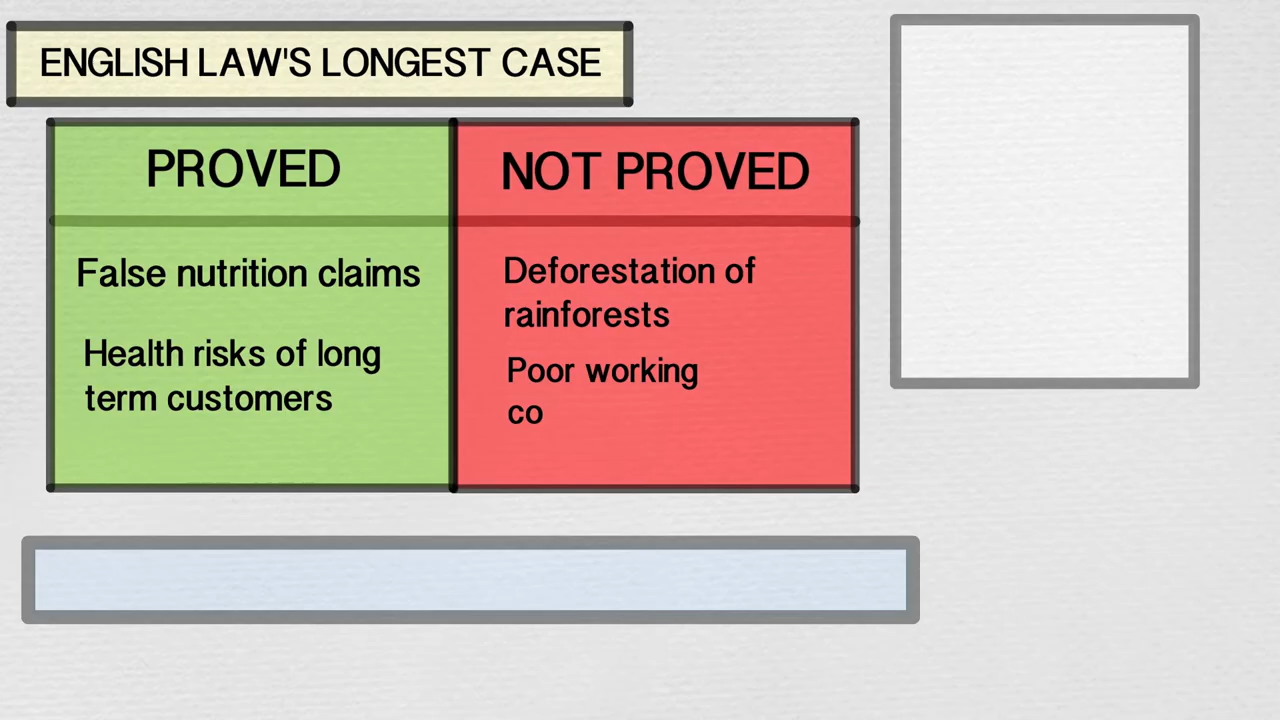 ENGLISH LAW'S LONGEST CASE
PROVED
NOT PROVED
False nutrition claims
Health risks of long
term customers
Deforestation of
rainforests
Poor working
co